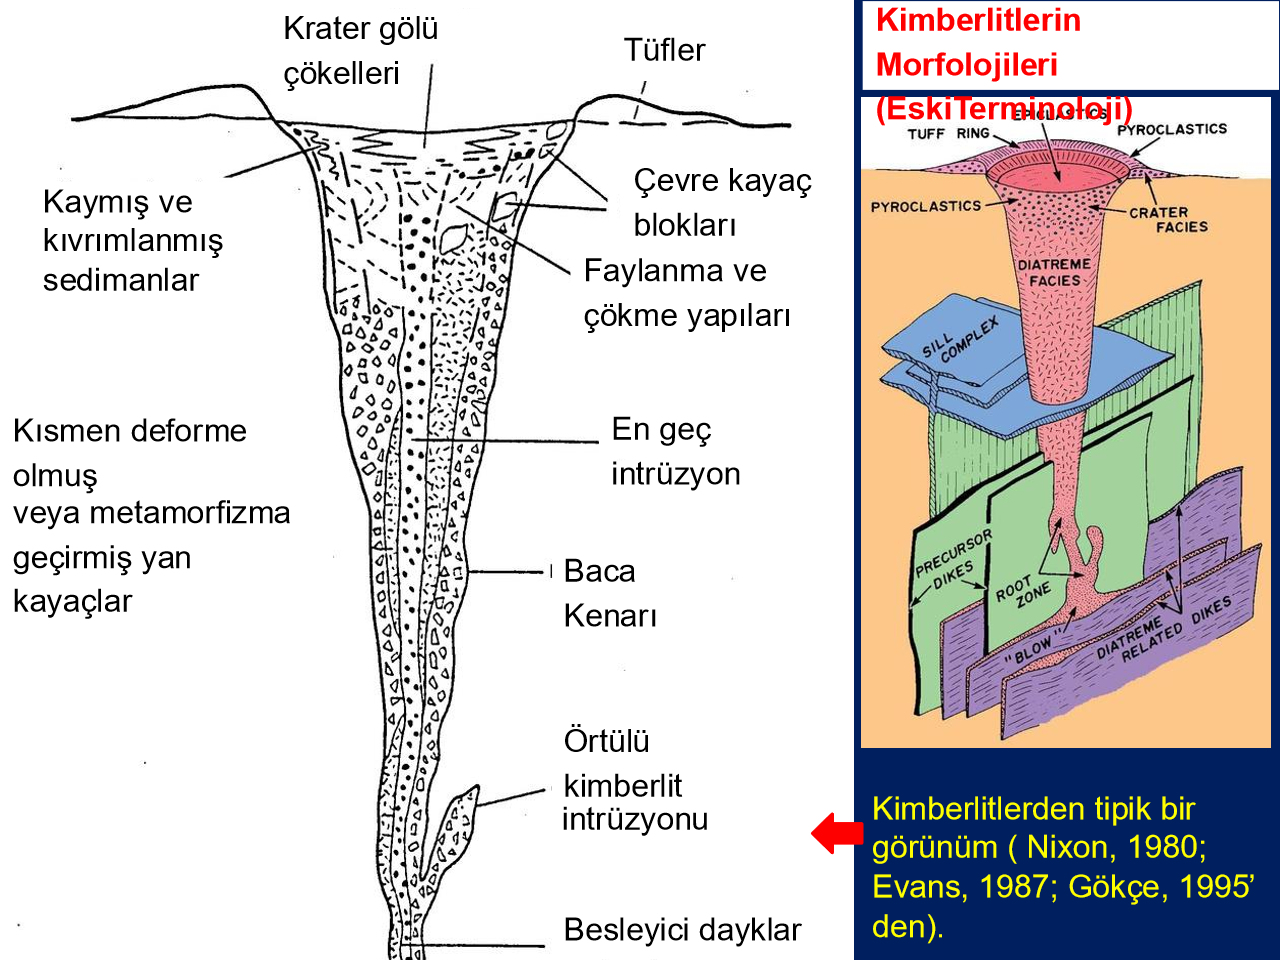 Krater gölü
çökelleri
Tüfler
Kaymış ve
kıvrımlanmış
sedimanlar
Çevre kayaç
blokları
Faylanma ve
çökme yapıları
Kısmen deforme
olmuş
veya metamorfizma
geçirmiş yan
kayaçlar
En geç
intrüzyon
Baca
Kenarı
Örtülü
kimberlit
intrüzyonu
Besleyici dayklar
Kimberlitlerin
Morfolojileri
(EskiTerminoloji)
EPICLASTICS
TUFF RING
PYROCLASTICS
PYROCLASTICS
CRATER
FACIES
DIATREME
FACIES
SILL
COMPLEX
PRECURSOR
DIKES
ROOT
ZONE
"BLOW"
DIATREME
RELATED DIKES
Kimberlitlerden tipik bir
görünüm ( Nixon, 1980;
Evans, 1987; Gökçe, 1995’
den).